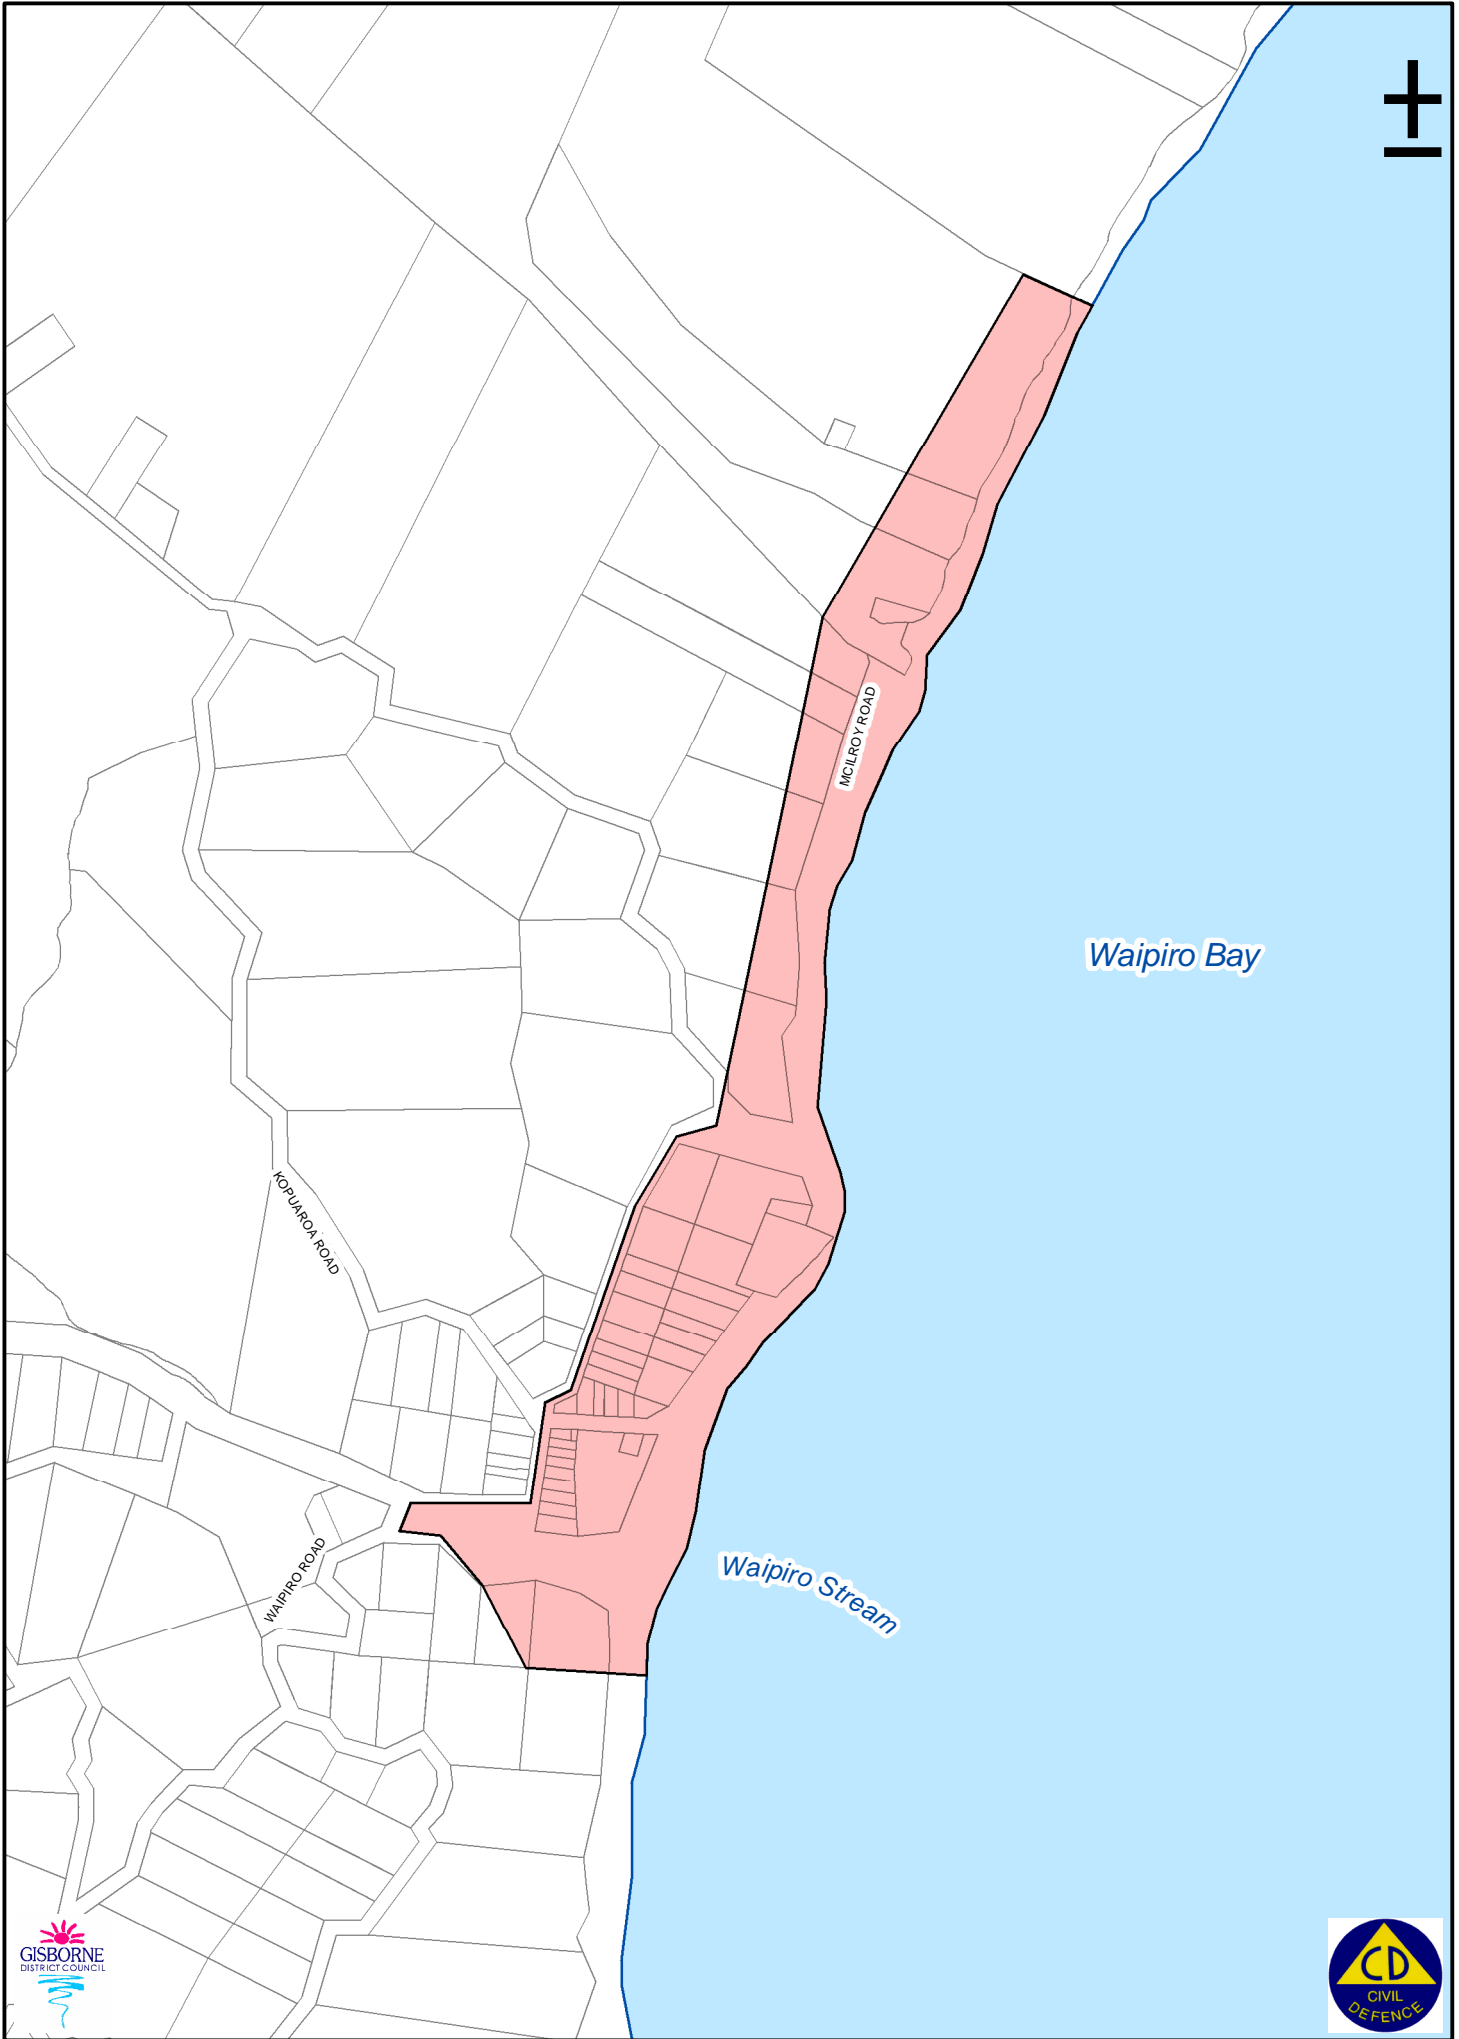 MCILROY ROAD
Waipiro Bay
KOPUAROA ROAD
WAIPIRO ROAD
Waipiro Stream
GISBORNE
DISTRICT COUNCIL
CD
CIVIL
DEFENCE